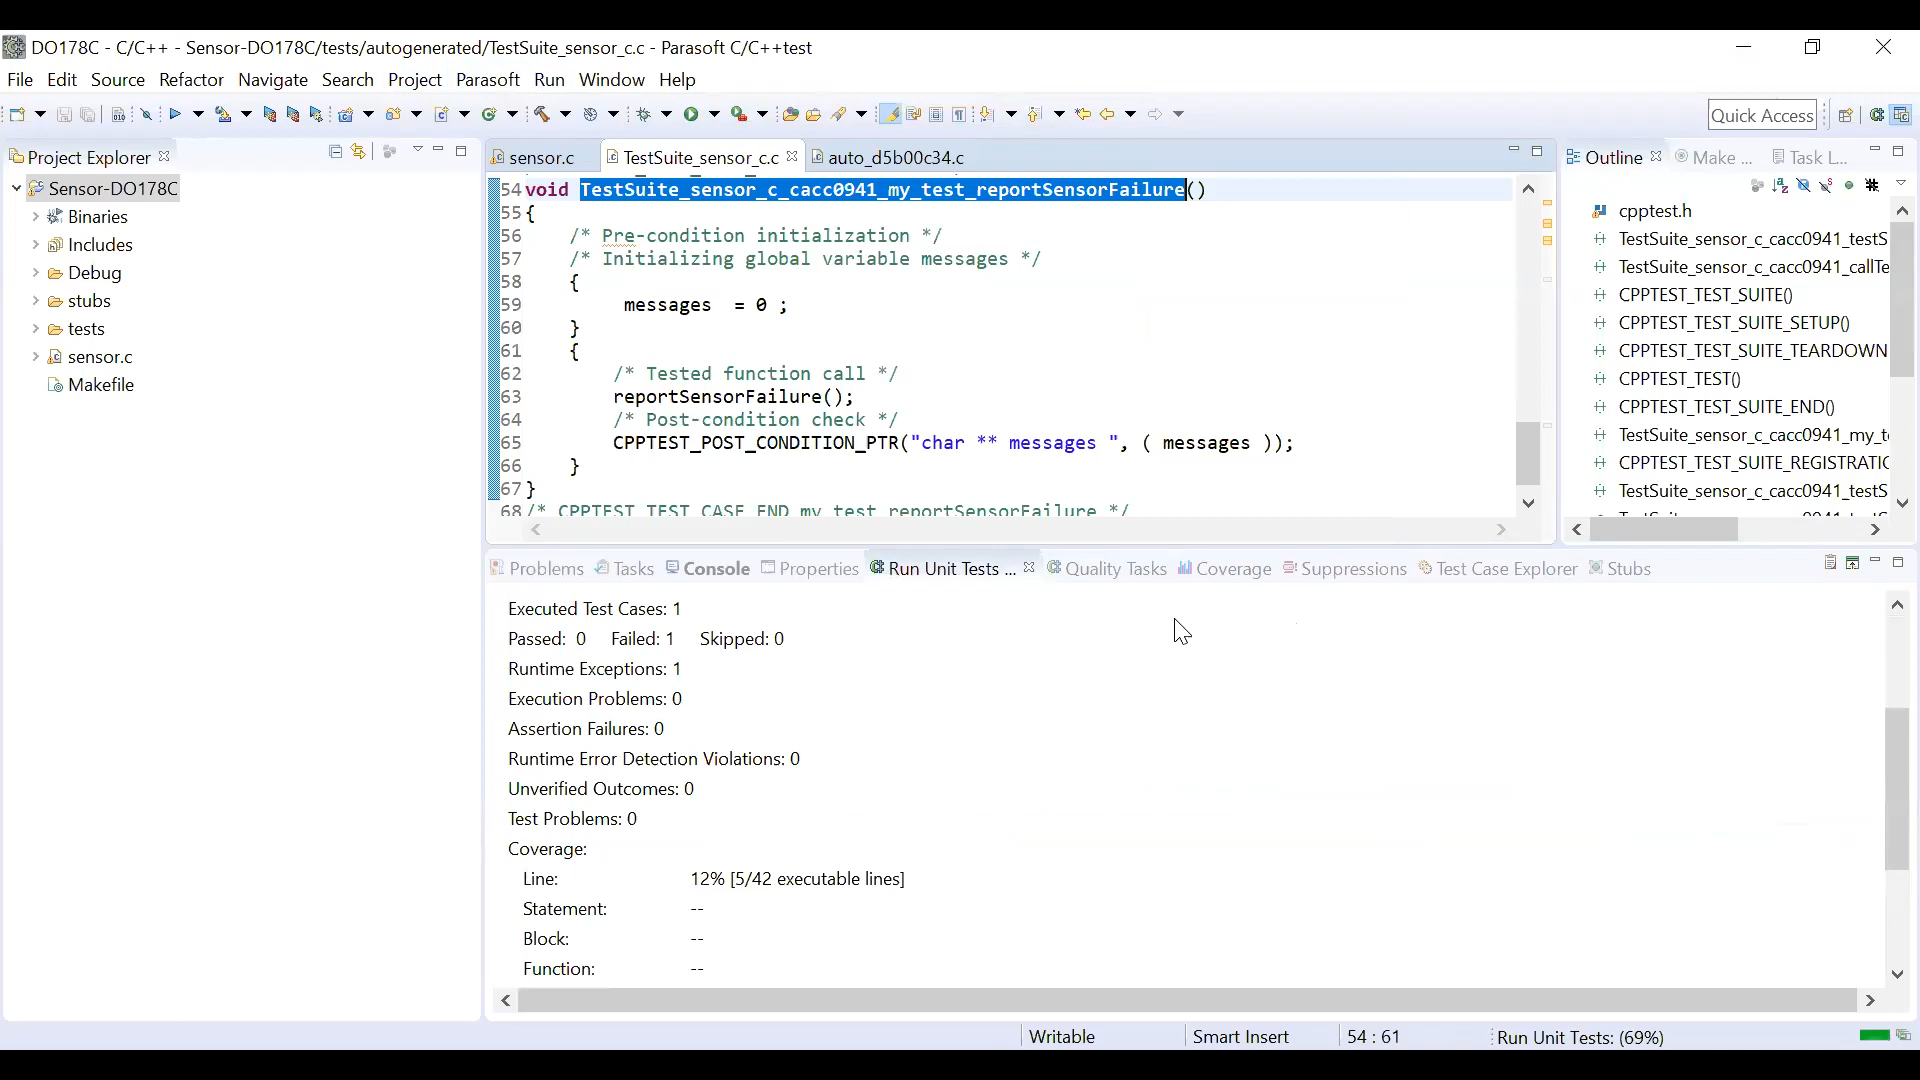 DO178C - C/C++ - Sensor-DO178C/tests/autogenerated/TestSuite_sensor_c.c - Parasoft C/C++test
File Edit Source Refactor Navigate Search Project Parasoft Run Window Help
Quick Access
Project Explorer
Sensor-DO178C
Binaries
Includes
Debug
stubs
tests
sensor.c
Makefile
sensor.c TestSuite_sensor_c.c auto_d5b00c34.c
54 void TestSuite_sensor_c_cacc0941_my_test_reportSensorFailure()
55 {
56 /* Pre-condition initialization */
57 /* Initializing global variable messages */
58 {
59 messages = 0 ;
60 }
61 {
62 /* Tested function call */
63 reportSensorFailure();
64 /* Post-condition check */
65 CPPTEST_POST_CONDITION_PTR("char ** messages ", ( messages ));
66 }
67 }
68 /* CPPTEST_TEST_CASE_END my_test_reportSensorFailure */
Outline Make ... Task L...
cpptest.h
TestSuite_sensor_c_cacc0941_testS
TestSuite_sensor_c_cacc0941_callTe
CPPTEST_TEST_SUITE()
CPPTEST_TEST_SUITE_SETUP()
CPPTEST_TEST_SUITE_TEARDOWN
CPPTEST_TEST()
CPPTEST_TEST_SUITE_END()
TestSuite_sensor_c_cacc0941_my_t
CPPTEST_TEST_SUITE_REGISTRATIC
TestSuite_sensor_c_cacc0941_testS
Problems Tasks Console Properties Run Unit Tests ... Quality Tasks Coverage Suppressions Test Case Explorer Stubs
Executed Test Cases: 1
Passed: 0 Failed: 1 Skipped: 0
Runtime Exceptions: 1
Execution Problems: 0
Assertion Failures: 0
Runtime Error Detection Violations: 0
Unverified Outcomes: 0
Test Problems: 0
Coverage:
Line: 12% [5/42 executable lines]
Statement: --
Block: --
Function: --
Writable Smart Insert 54 : 61 Run Unit Tests: (69%)